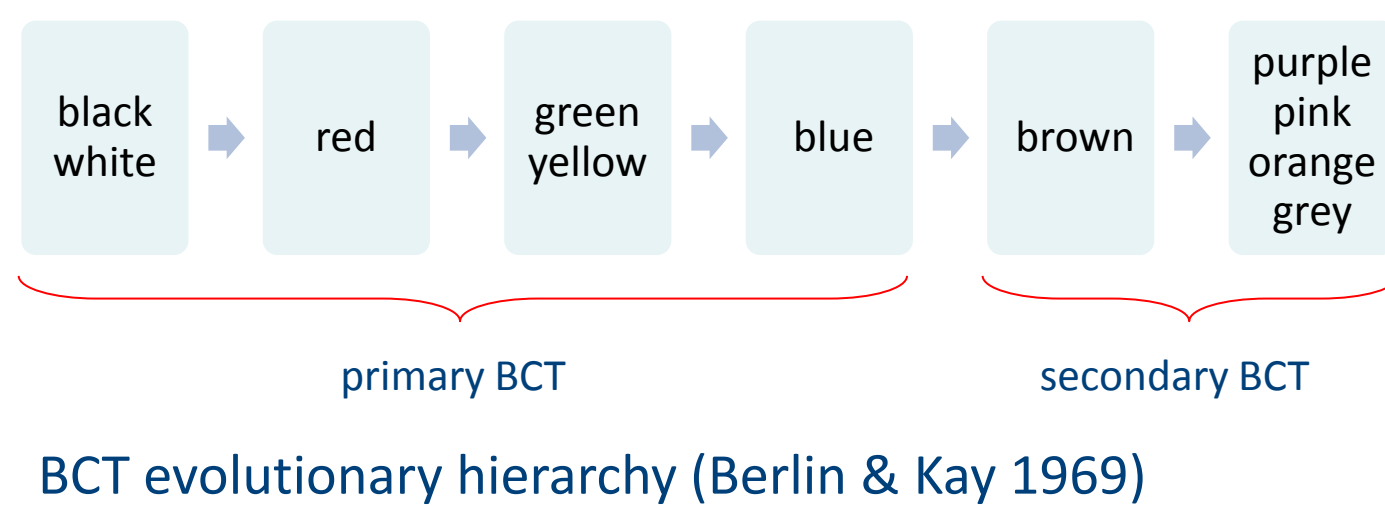 black
white
red
green
yellow
blue
brown
purple
pink
orange
grey
primary BCT
secondary BCT
BCT evolutionary hierarchy (Berlin & Kay 1969)